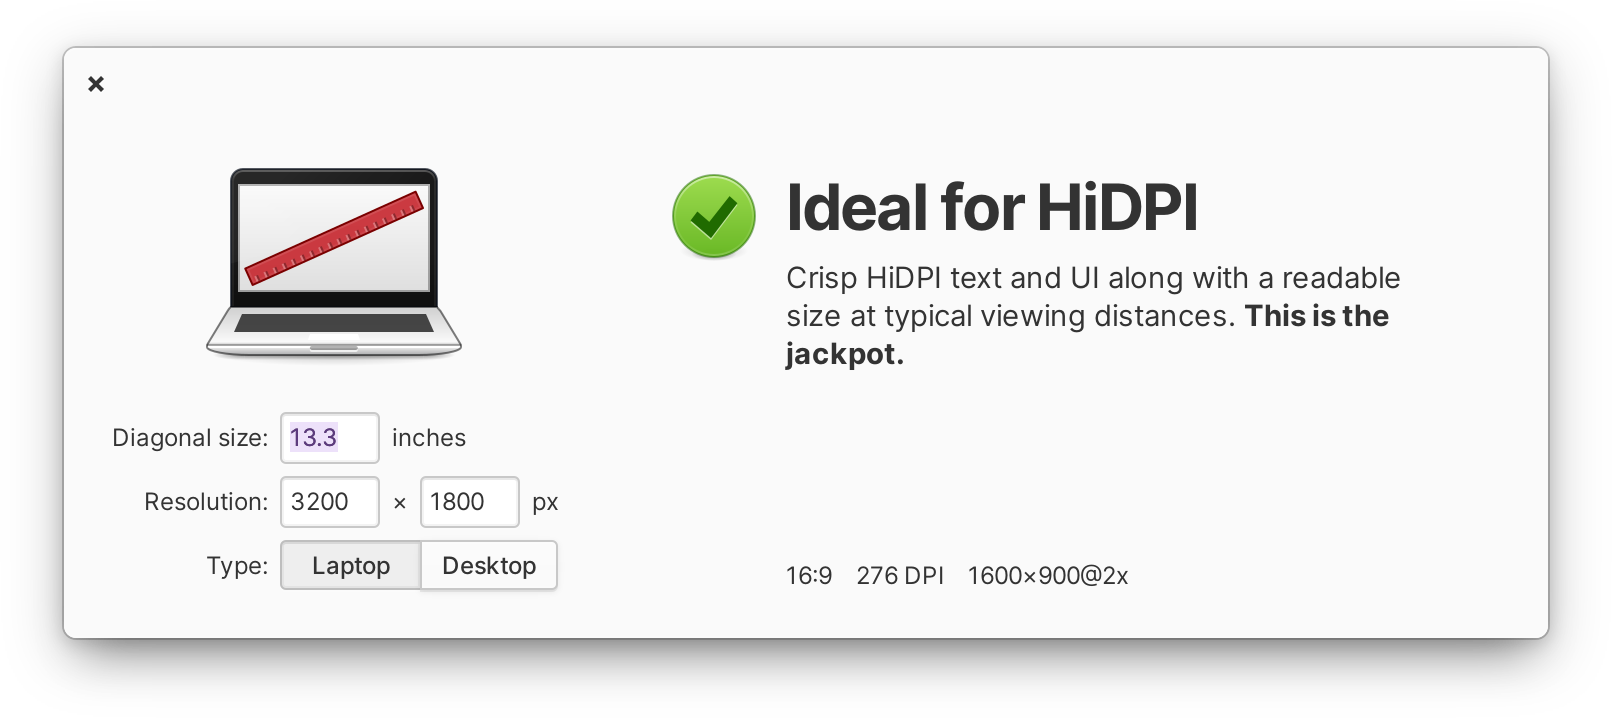 Ideal for HiDPI
Crisp HiDPI text and UI along with a readable
size at typical viewing distances. This is the
jackpot.
Diagonal size: 13.3 inches
Resolution: 3200 × 1800 px
Type: Laptop Desktop
16:9 276 DPI 1600×900@2x